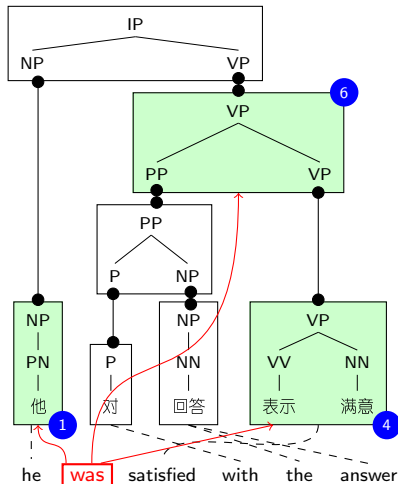 IP
NP VP
6
VP
PP VP
PP
P NP
NP
PN
他
1
P
对
NP
NN
回答
VP
VV NN
表示 满意
4
he was satisfied with the answer